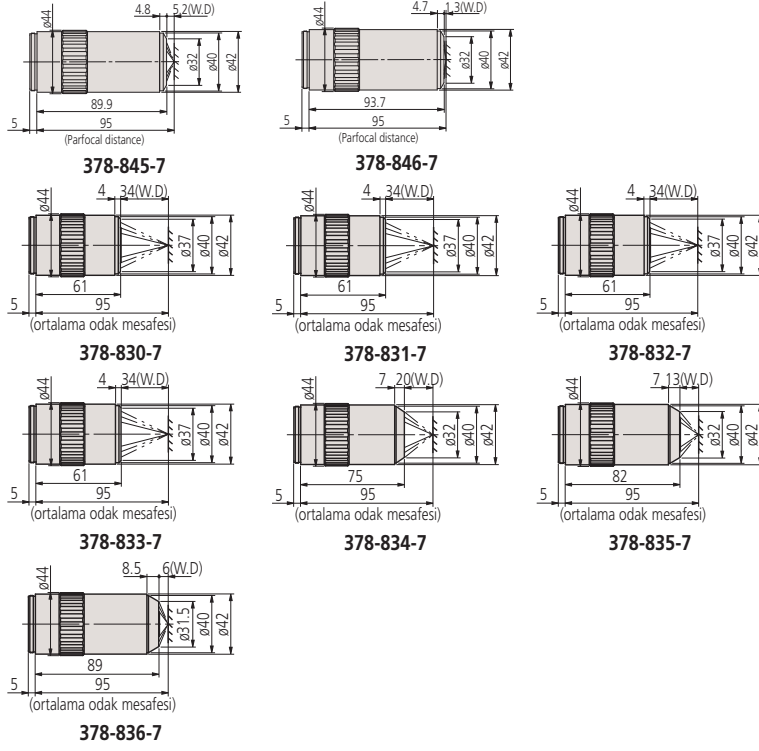 ø44
4.8
5.2(W.D)
ø32
ø40
ø42
89.9
5
95
(Parfocal distance)
378-845-7
ø44
4.7
1.3(W.D)
ø32
ø40
ø42
93.7
5
95
(Parfocal distance)
378-846-7
ø44
4
34(W.D)
ø37
ø40
ø42
61
5
95
(ortalama odak mesafesi)
378-830-7
ø44
4
34(W.D)
ø37
ø40
ø42
61
5
95
(ortalama odak mesafesi)
378-831-7
ø44
4
34(W.D)
ø37
ø40
ø42
61
5
95
(ortalama odak mesafesi)
378-832-7
ø44
4
34(W.D)
ø37
ø40
ø42
61
5
95
(ortalama odak mesafesi)
378-833-7
ø44
7
20(W.D)
ø32
ø40
ø42
75
5
95
(ortalama odak mesafesi)
378-834-7
ø44
7
13(W.D)
ø32
ø40
ø42
82
5
95
(ortalama odak mesafesi)
378-835-7
ø44
8.5
6(W.D)
ø31.5
ø40
ø42
89
5
95
(ortalama odak mesafesi)
378-836-7